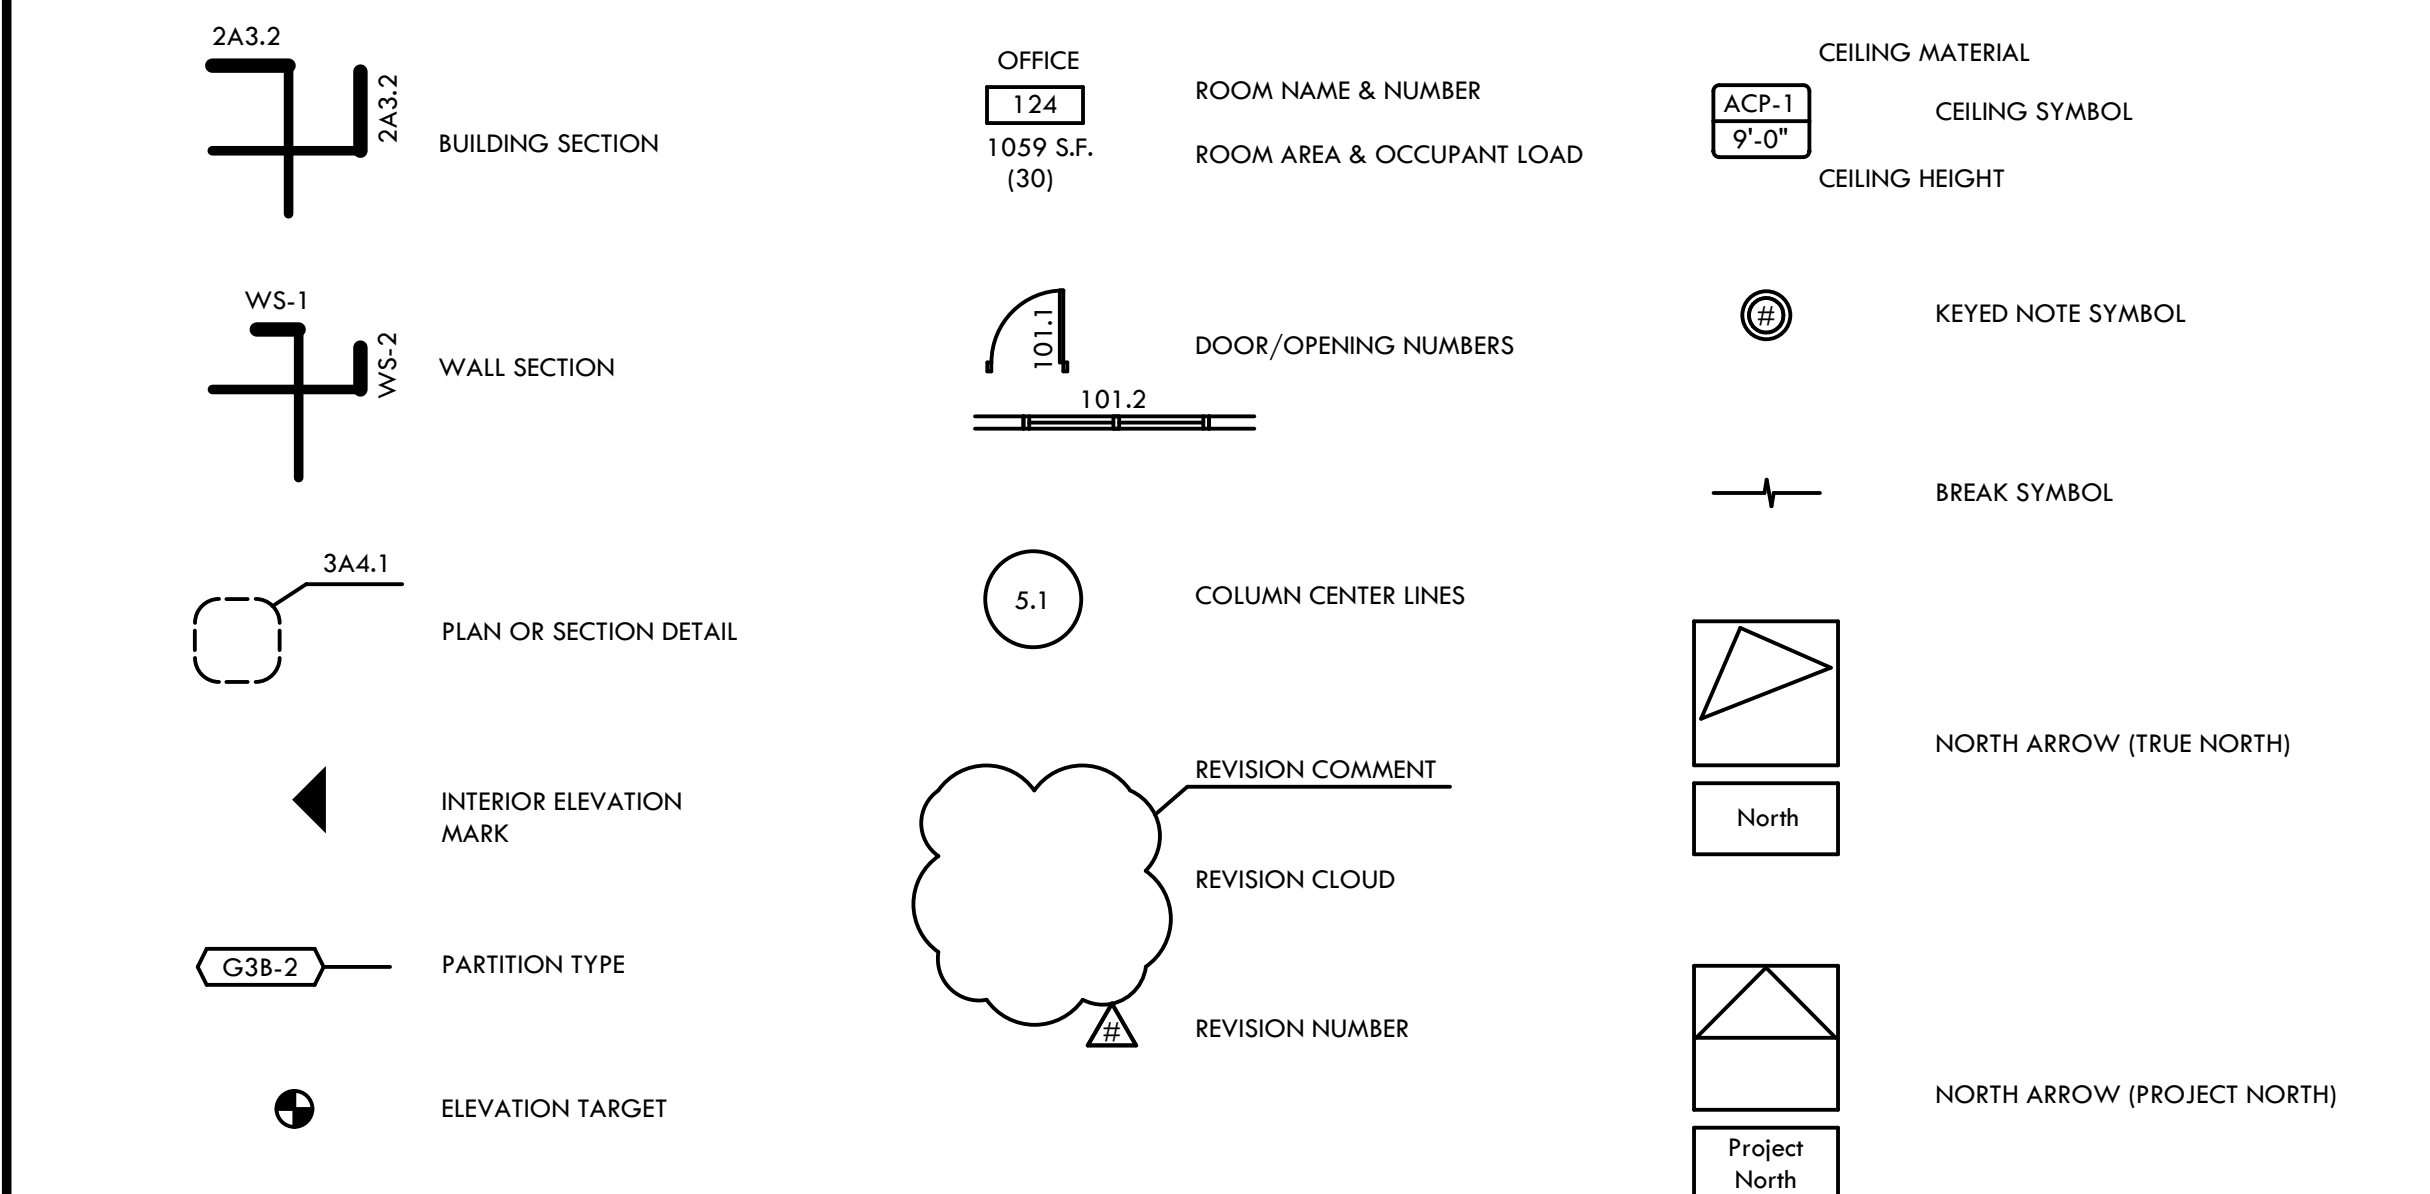 2A3.2
2A3.2
BUILDING SECTION
WS-1
WS-2
WALL SECTION
3A4.1
PLAN OR SECTION DETAIL
INTERIOR ELEVATION
MARK
G3B-2
PARTITION TYPE
ELEVATION TARGET
OFFICE
124
1059 S.F.
(30)
ROOM NAME & NUMBER
ROOM AREA & OCCUPANT LOAD
101.1
DOOR/OPENING NUMBERS
101.2
5.1
COLUMN CENTER LINES
REVISION COMMENT
REVISION CLOUD
#
REVISION NUMBER
CEILING MATERIAL
ACP-1
9'-0"
CEILING SYMBOL
CEILING HEIGHT
#
KEYED NOTE SYMBOL
BREAK SYMBOL
NORTH ARROW (TRUE NORTH)
North
NORTH ARROW (PROJECT NORTH)
Project
North